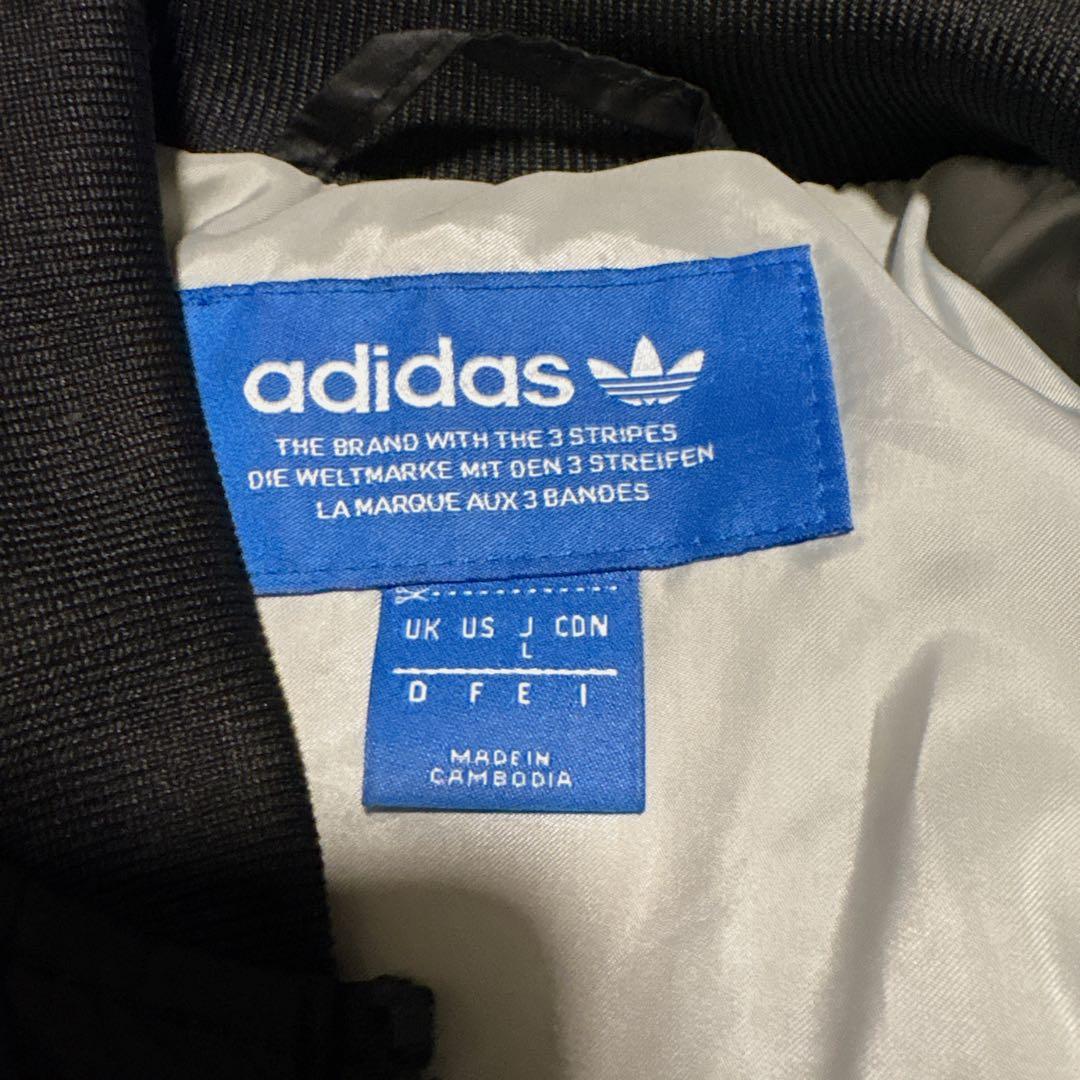 adidas
THE BRAND WITH THE 3 STRIPES
DIE WELTMARKE MIT DEN 3 STREIFEN
LA MARQUE AUX 3 BANDES
UK US J CDN
L
D F E I
MADE IN
CAMBODIA